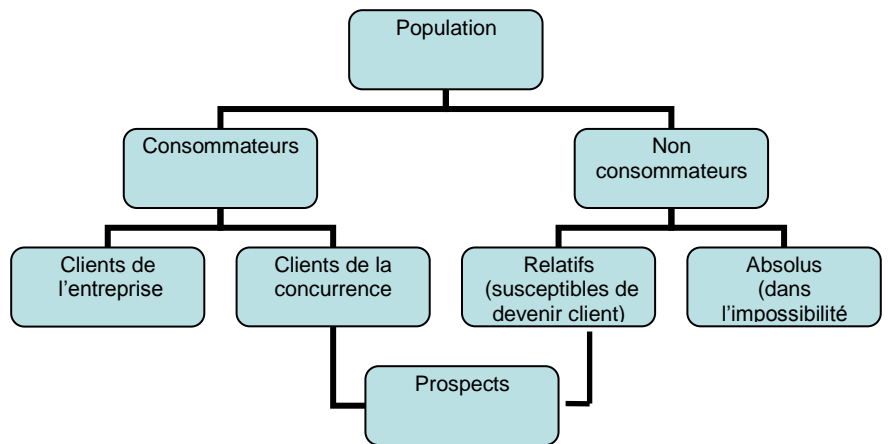 Population
Consommateurs
Non
consommateurs
Clients de
l’entreprise
Clients de la
concurrence
Relatifs
(susceptibles de
devenir client)
Absolus
(dans
l’impossibilité
Prospects